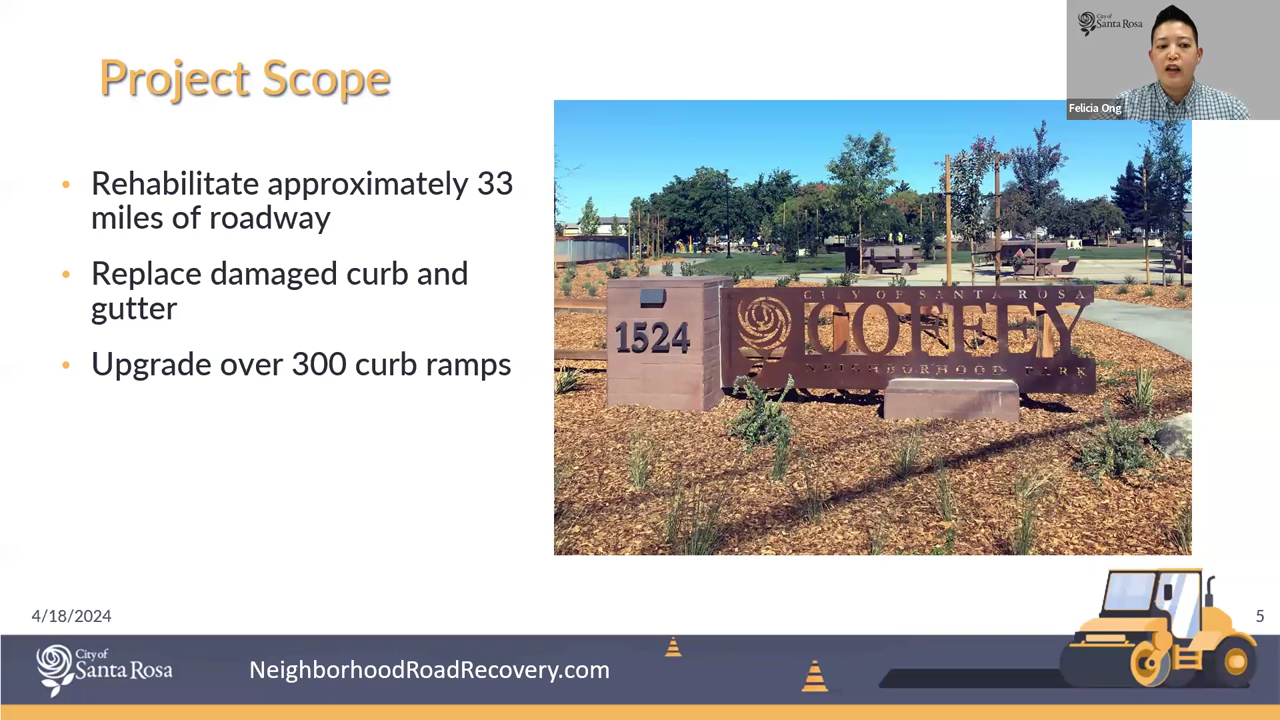 City of
Santa Rosa
Felicia Ong
Project Scope
• Rehabilitate approximately 33
miles of roadway
• Replace damaged curb and
gutter
• Upgrade over 300 curb ramps
1524
CITY OF SANTA ROSA
COFFEY
NEIGHBORHOOD PARK
4/18/2024
5
City of
Santa Rosa
NeighborhoodRoadRecovery.com